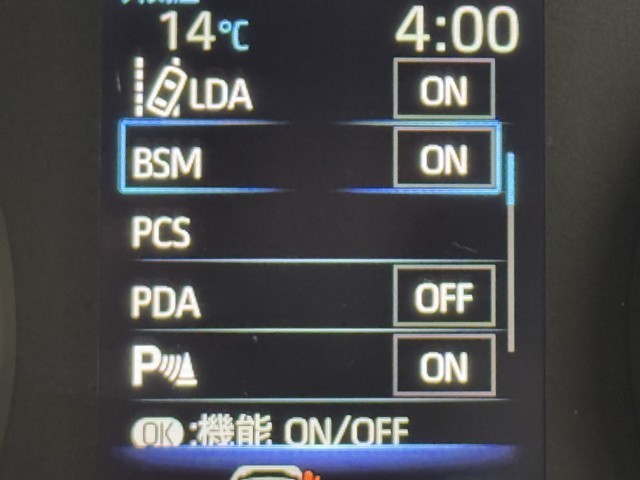 14℃ 4:00
LDA ON
BSM ON
PCS
PDA OFF
P ON
OK :機能 ON/OFF